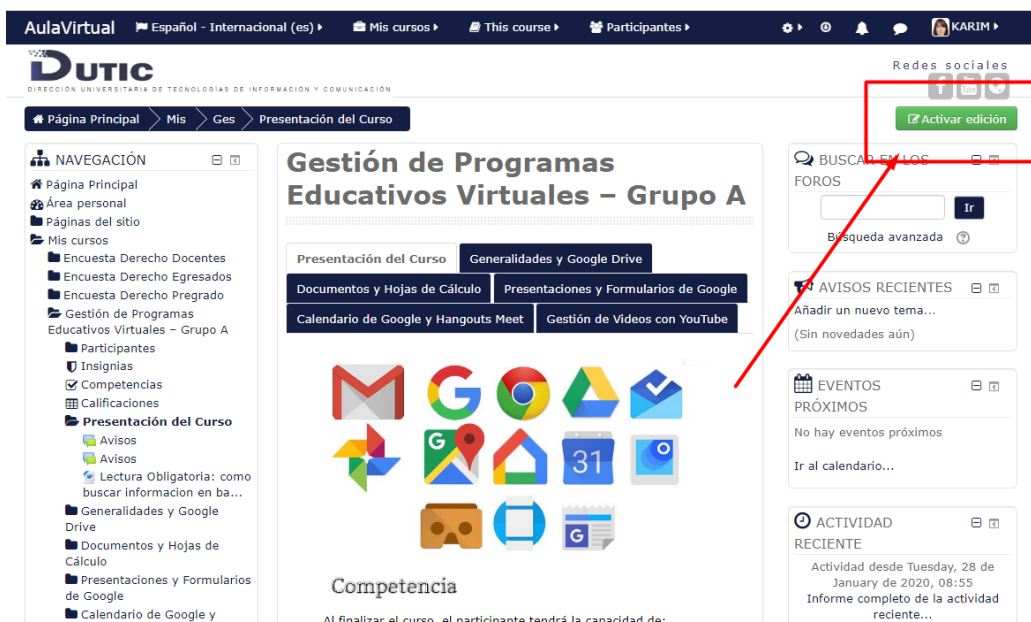 AulaVirtual
Español - Internacional (es)
Mis cursos
This course
Participantes
KARIM
DUTIC
DIRECCIÓN UNIVERSITARIA DE TECNOLOGÍAS DE INFORMACIÓN Y COMUNICACIÓN
Redes sociales
Página Principal
Mis
Ges
Presentación del Curso
Activar edición
NAVEGACIÓN
Página Principal
Área personal
Páginas del sitio
Mis cursos
Encuesta Derecho Docentes
Encuesta Derecho Egresados
Encuesta Derecho Pregrado
Gestión de Programas
Educativos Virtuales – Grupo A
Participantes
Insignias
Competencias
Calificaciones
Presentación del Curso
Avisos
Avisos
Lectura Obligatoria: como
buscar informacion en ba...
Generalidades y Google
Drive
Documentos y Hojas de
Cálculo
Presentaciones y Formularios
de Google
Calendario de Google y
Gestión de Programas
Educativos Virtuales – Grupo A
Presentación del Curso
Generalidades y Google Drive
Documentos y Hojas de Cálculo
Presentaciones y Formularios de Google
Calendario de Google y Hangouts Meet
Gestión de Videos con YouTube
G
31
G
Competencia
Al finalizar el curso, el participante tendrá la capacidad de:
BUSCAR EN LOS
FOROS
Ir
Búsqueda avanzada
AVISOS RECIENTES
Añadir un nuevo tema...
(Sin novedades aún)
EVENTOS
PRÓXIMOS
No hay eventos próximos
Ir al calendario...
ACTIVIDAD
RECIENTE
Actividad desde Tuesday, 28 de
January de 2020, 08:55
Informe completo de la actividad
reciente...